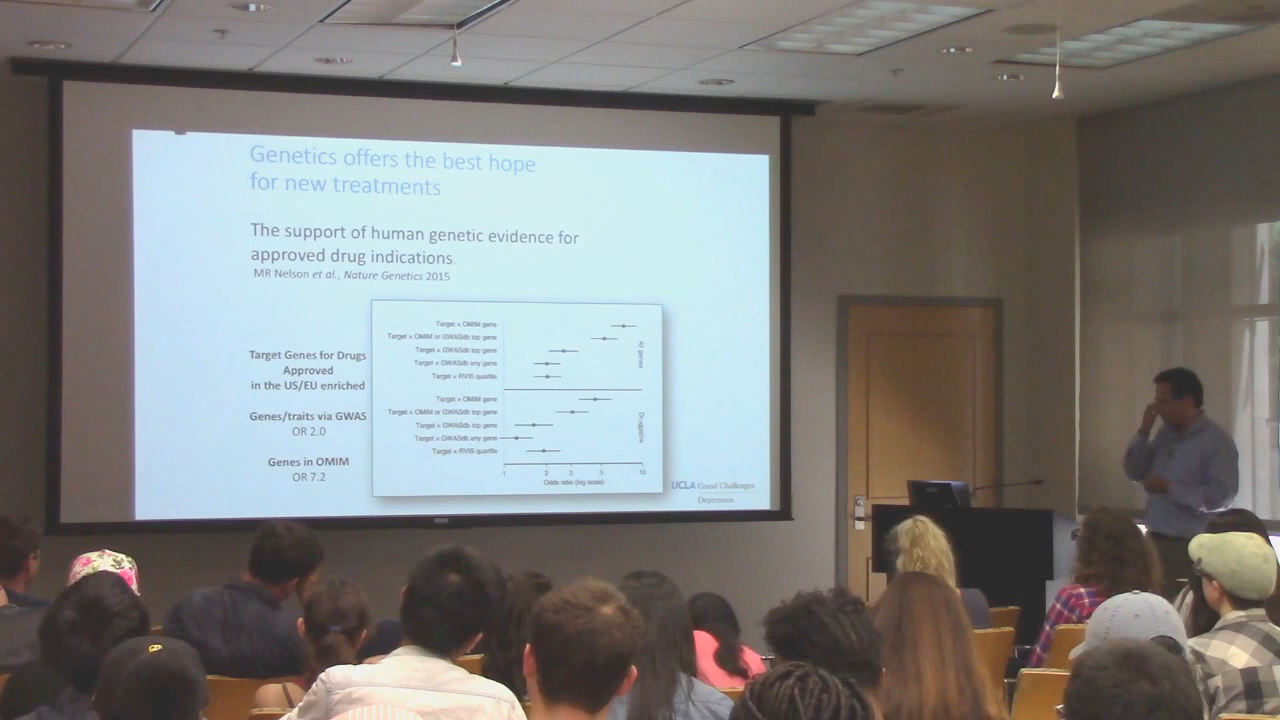 Genetics offers the best hope
for new treatments
The support of human genetic evidence for
approved drug indications.
MR Nelson et al., Nature Genetics 2015
Target Genes for Drugs
Approved
in the US/EU enriched
Genes/traits via GWAS
OR 2.0
Genes in OMIM
OR 7.2
Target × OMIM gene
Target × OMIM or GWASdb top gene
Target × GWASdb top gene
Target × GWASdb any gene
Target × RVIS quartile
All genes
Target × OMIM gene
Target × OMIM or GWASdb top gene
Target × GWASdb top gene
Target × GWASdb any gene
Target × RVIS quartile
Druggable
1 2 3 5 10
Odds ratio (log scale)
UCLA Grand Challenges
Depression